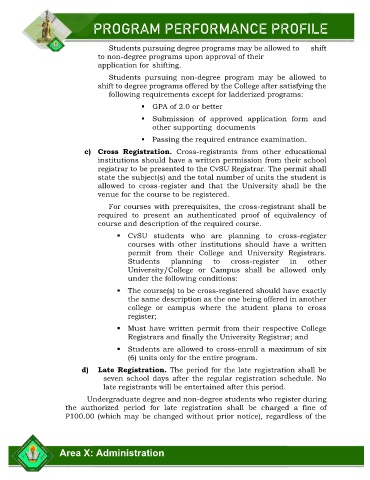 PROGRAM PERFORMANCE PROFILE
Students pursuing degree programs may be allowed to shift
to non-degree programs upon approval of their
application for shifting.
Students pursuing non-degree program may be allowed to
shift to degree programs offered by the College after satisfying the
following requirements except for ladderized programs:
▪ GPA of 2.0 or better
▪ Submission of approved application form and
other supporting documents
▪ Passing the required entrance examination.
c) Cross Registration. Cross-registrants from other educational
institutions should have a written permission from their school
registrar to be presented to the CvSU Registrar. The permit shall
state the subject(s) and the total number of units the student is
allowed to cross-register and that the University shall be the
venue for the course to be registered.
For courses with prerequisites, the cross-registrant shall be
required to present an authenticated proof of equivalency of
course and description of the required course.
▪ CvSU students who are planning to cross-register
courses with other institutions should have a written
permit from their College and University Registrars.
Students planning to cross-register in other
University/College or Campus shall be allowed only
under the following conditions:
▪ The course(s) to be cross-registered should have exactly
the same description as the one being offered in another
college or campus where the student plans to cross
register;
▪ Must have written permit from their respective College
Registrars and finally the University Registrar; and
▪ Students are allowed to cross-enroll a maximum of six
(6) units only for the entire program.
d) Late Registration. The period for the late registration shall be
seven school days after the regular registration schedule. No
late registrants will be entertained after this period.
Undergraduate degree and non-degree students who register during
the authorized period for late registration shall be charged a fine of
P100.00 (which may be changed without prior notice), regardless of the
Area X: Administration